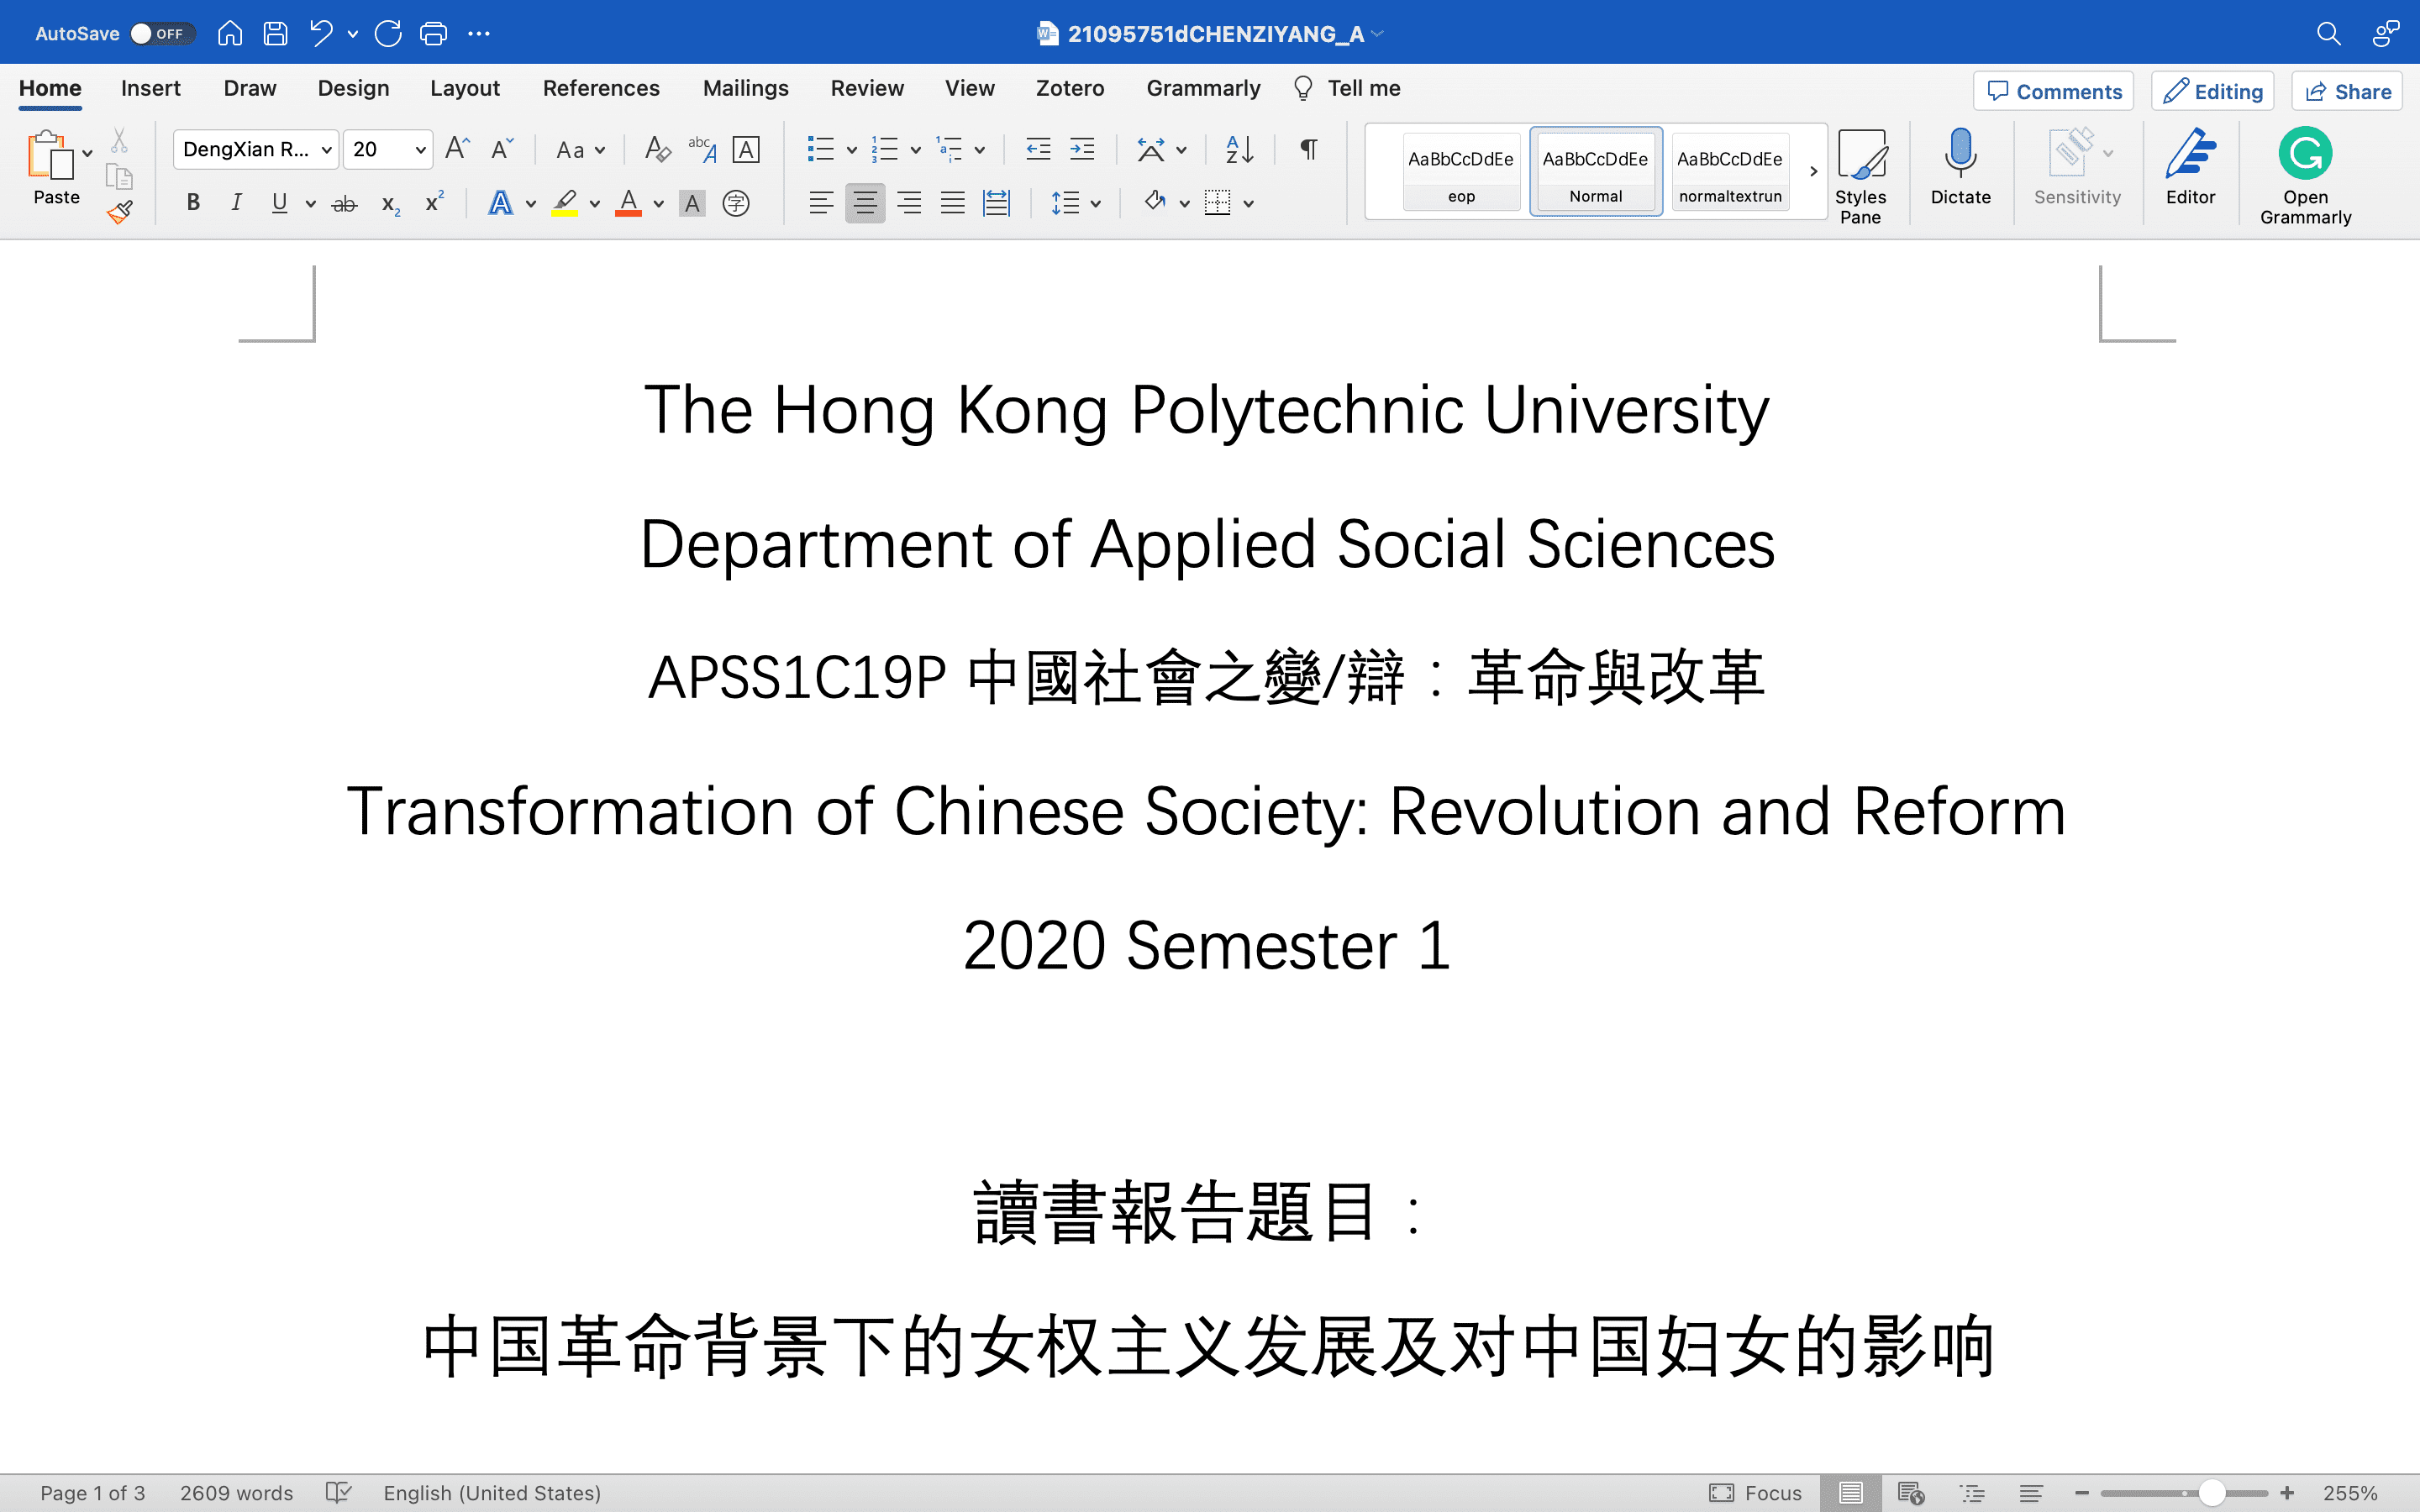 AutoSave OFF 21095751dCHENZIYANG_A
Home Insert Draw Design Layout References Mailings Review View Zotero Grammarly Tell me Comments Editing Share
Paste
DengXian R... 20
AaBbCcDdEe AaBbCcDdEe AaBbCcDdEe
eop Normal normaltextrun
Styles Pane
Dictate
Sensitivity
Editor
Open Grammarly
The Hong Kong Polytechnic University
Department of Applied Social Sciences
APSS1C19P 中國社會之變/辯：革命與改革
Transformation of Chinese Society: Revolution and Reform
2020 Semester 1
讀書報告題目：
中国革命背景下的女权主义发展及对中国妇女的影响
Page 1 of 3 2609 words English (United States) Focus 255%